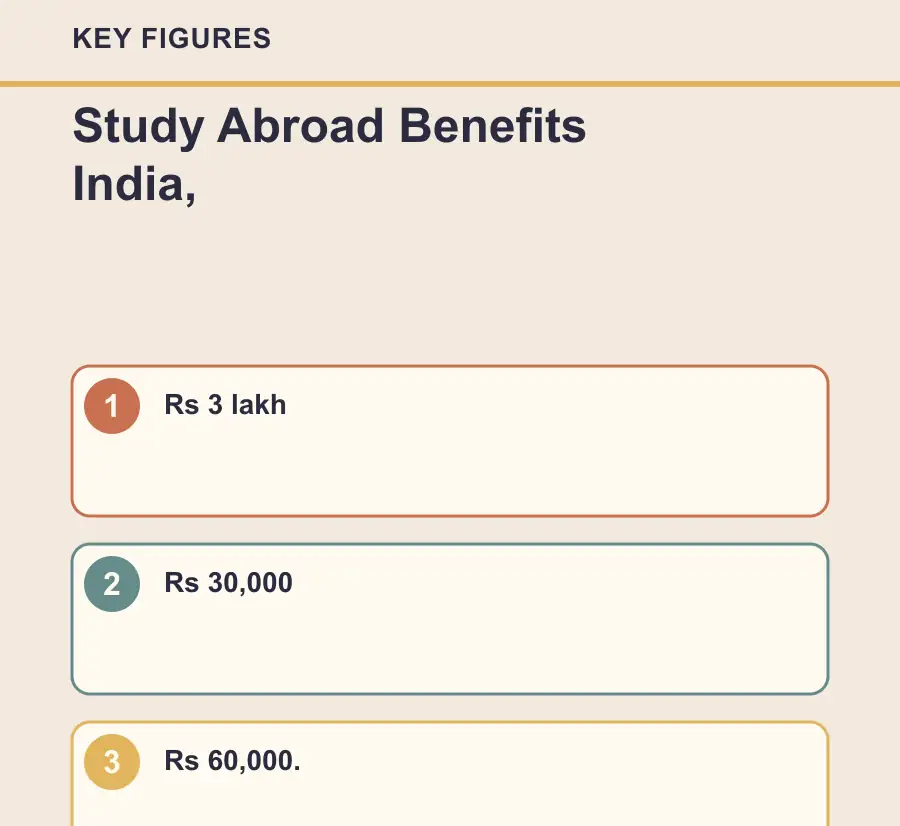 KEY FIGURES
Study Abroad Benefits
India,
1 Rs 3 lakh
2 Rs 30,000
3 Rs 60,000.